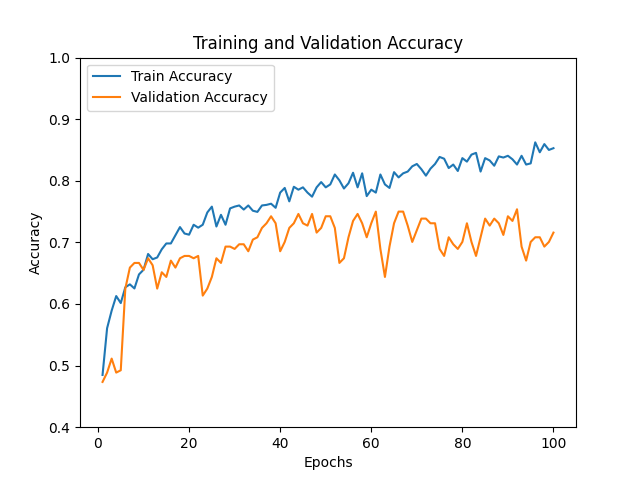 Training and Validation Accuracy
Train Accuracy
Validation Accuracy
1.0
0.9
0.8
0.7
0.6
0.5
0.4
Accuracy
0 20 40 60 80 100
Epochs